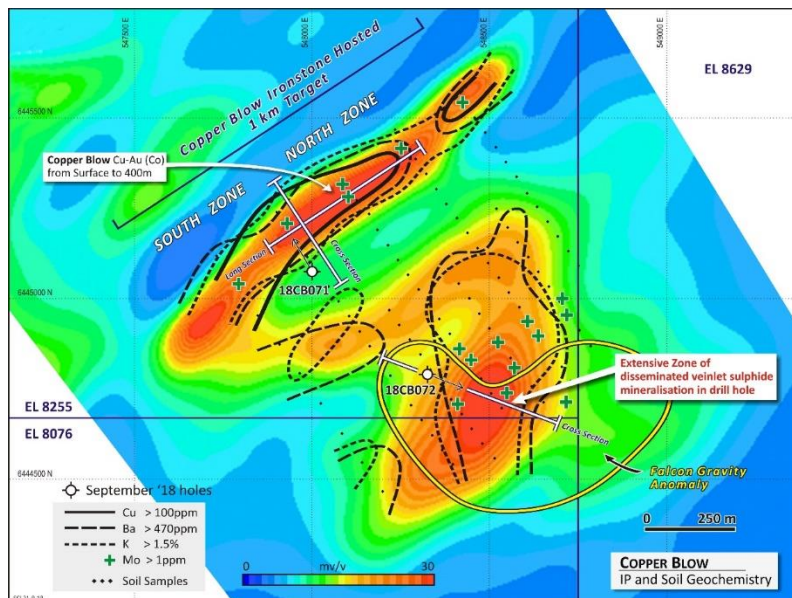 547500 E
548000 E
548500 E
549000 E
EL 8629
6445500 N
Copper Blow Ironstone Hosted
1 km Target
NORTH ZONE
Copper Blow Cu-Au (Co)
from Surface to 400m
SOUTH ZONE
Long Section
Cross Section
18CB071
6445000 N
18CB072
Extensive Zone of
disseminated veinlet sulphide
mineralisation in drill hole
EL 8255
EL 8076
Cross Section
Falcon Gravity
Anomaly
6444500 N
September '18 holes
Cu > 100ppm
Ba > 470ppm
K > 1.5%
Mo > 1ppm
Soil Samples
0 mv/v 30
0 250 m
COPPER BLOW
IP and Soil Geochemistry